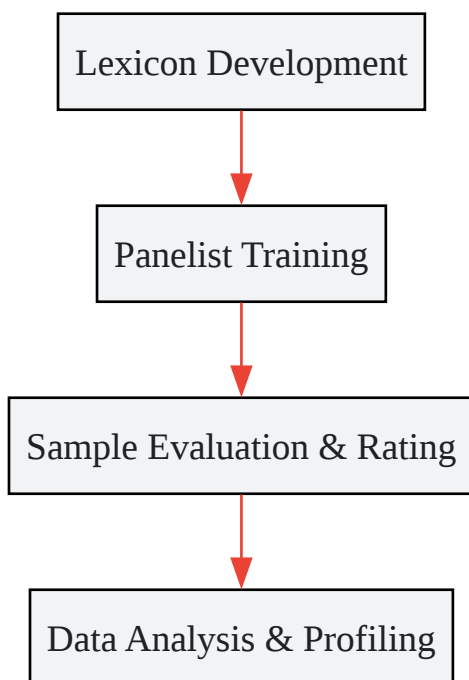 Lexicon Development
Panelist Training
Sample Evaluation & Rating
Data Analysis & Profiling